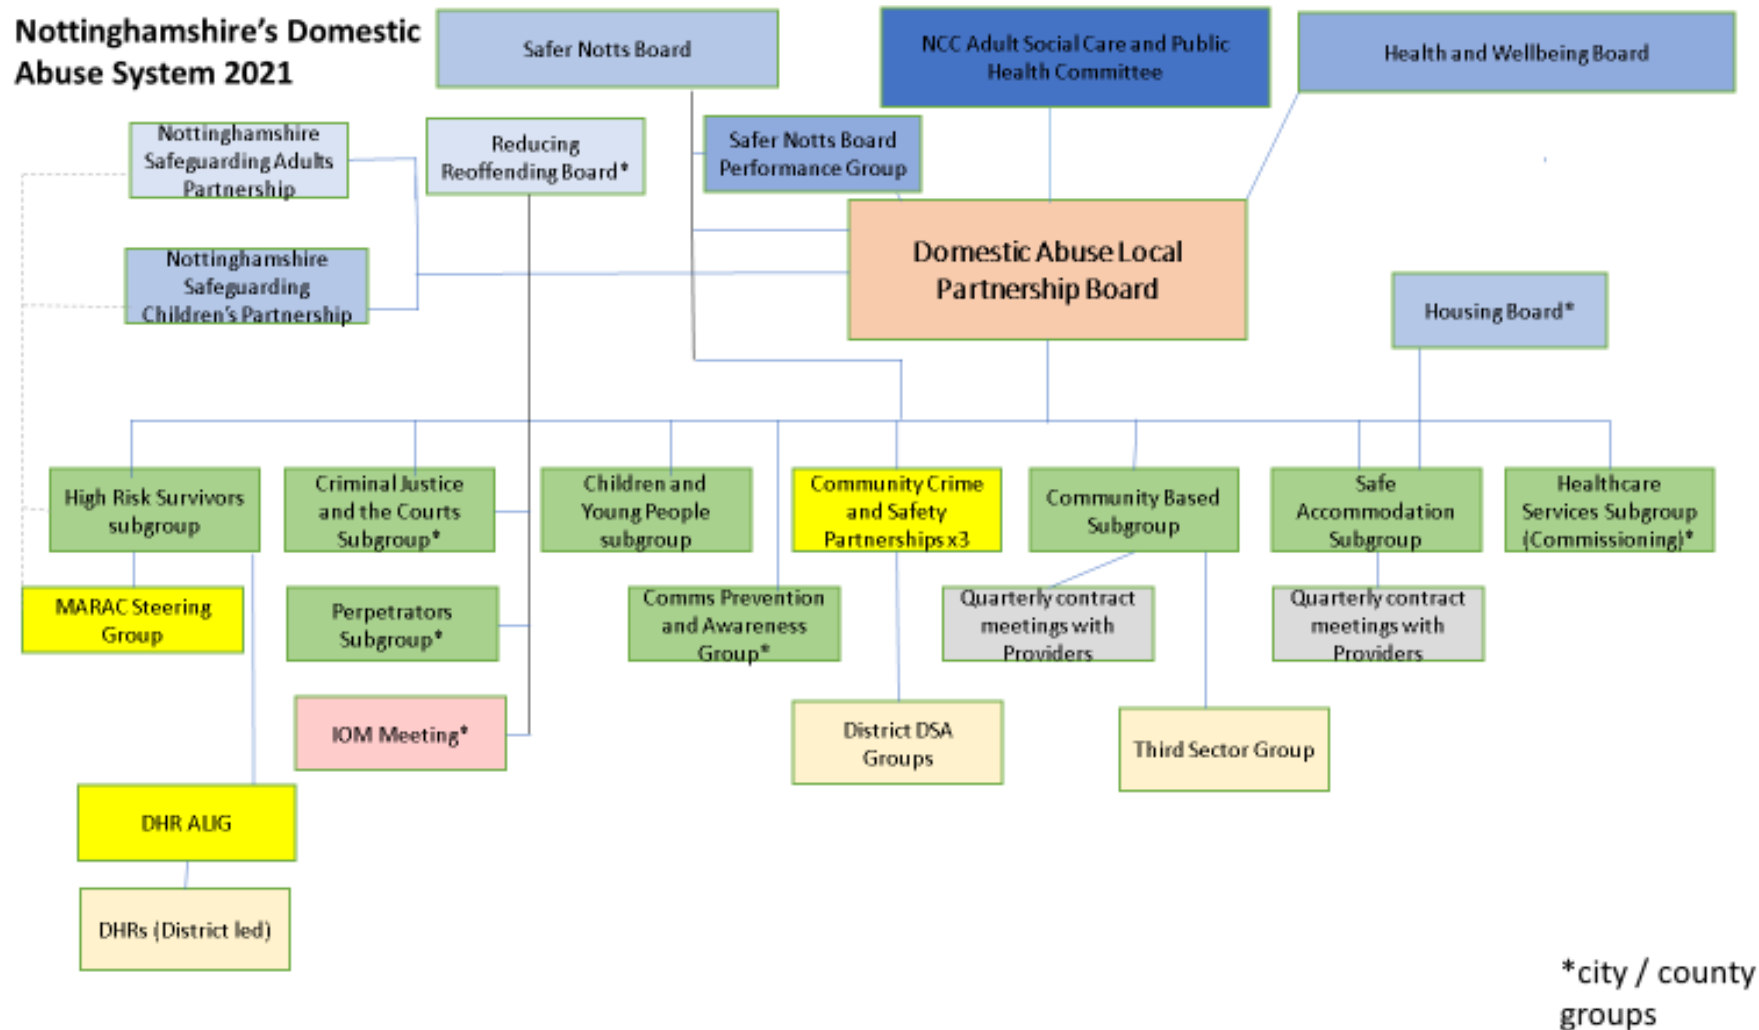 Nottinghamshire's Domestic
Abuse System 2021
Safer Notts Board
NCC Adult Social Care and Public
Health Committee
Health and Wellbeing Board
Nottinghamshire
Safeguarding Adults
Partnership
Reducing
Reoffending Board*
Safer Notts Board
Performance Group
Domestic Abuse Local
Partnership Board
Nottinghamshire
Safeguarding
Children's Partnership
Housing Board*
High Risk Survivors
subgroup
Criminal Justice
and the Courts
Subgroup*
Children and
Young People
subgroup
Community Crime
and Safety
Partnerships x3
Community Based
Subgroup
Safe
Accommodation
Subgroup
Healthcare
Services Subgroup
(Commissioning)*
MARAC Steering
Group
Perpetrators
Subgroup*
Comms Prevention
and Awareness
Group*
Quarterly contract
meetings with
Providers
Quarterly contract
meetings with
Providers
IOM Meeting*
District DSA
Groups
Third Sector Group
DHR ALIG
DHRs (District led)
*city / county
groups